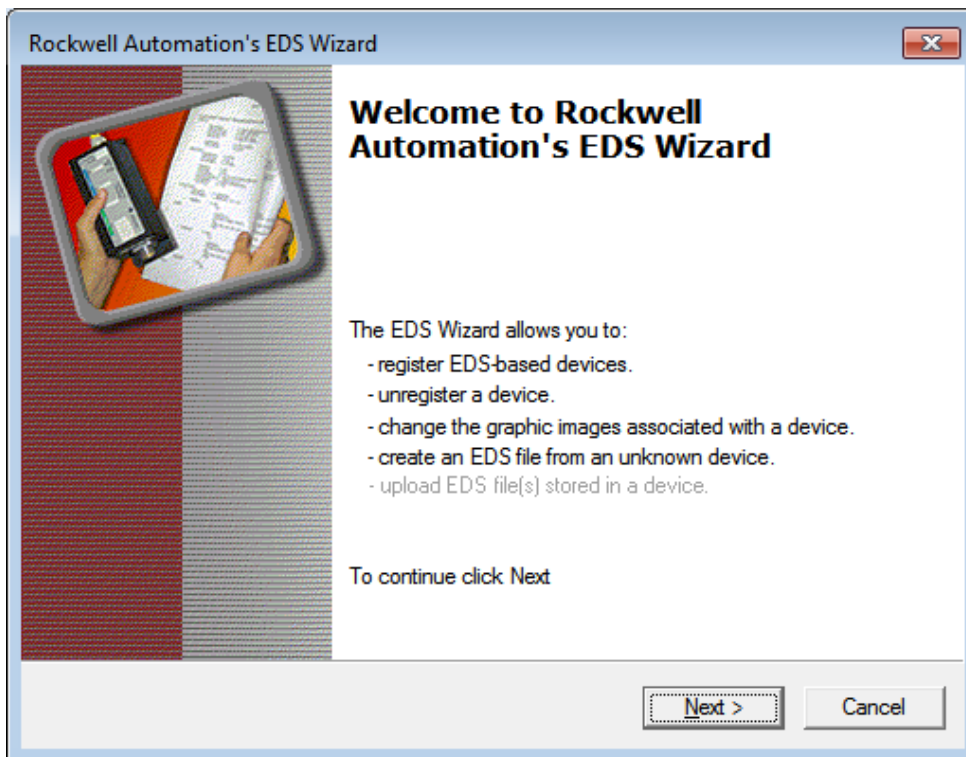 Rockwell Automation's EDS Wizard
Welcome to Rockwell
Automation's EDS Wizard
The EDS Wizard allows you to:
- register EDS-based devices.
- unregister a device.
- change the graphic images associated with a device.
- create an EDS file from an unknown device.
- upload EDS file(s) stored in a device.
To continue click Next
Next >
Cancel